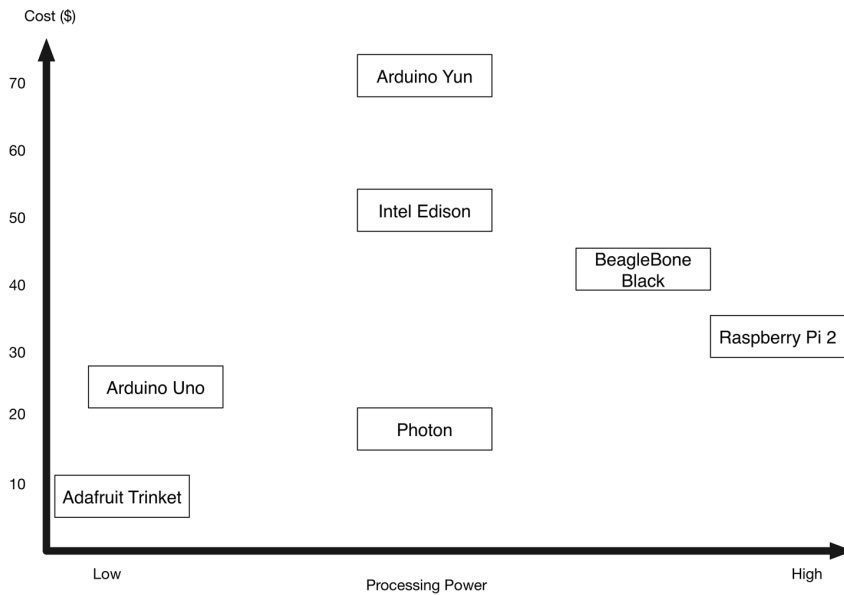 Cost ($)
70
Arduino Yun
60
50
Intel Edison
BeagleBone
Black
40
Raspberry Pi 2
30
Arduino Uno
20
Photon
10
Adafruit Trinket
Low
High
Processing Power